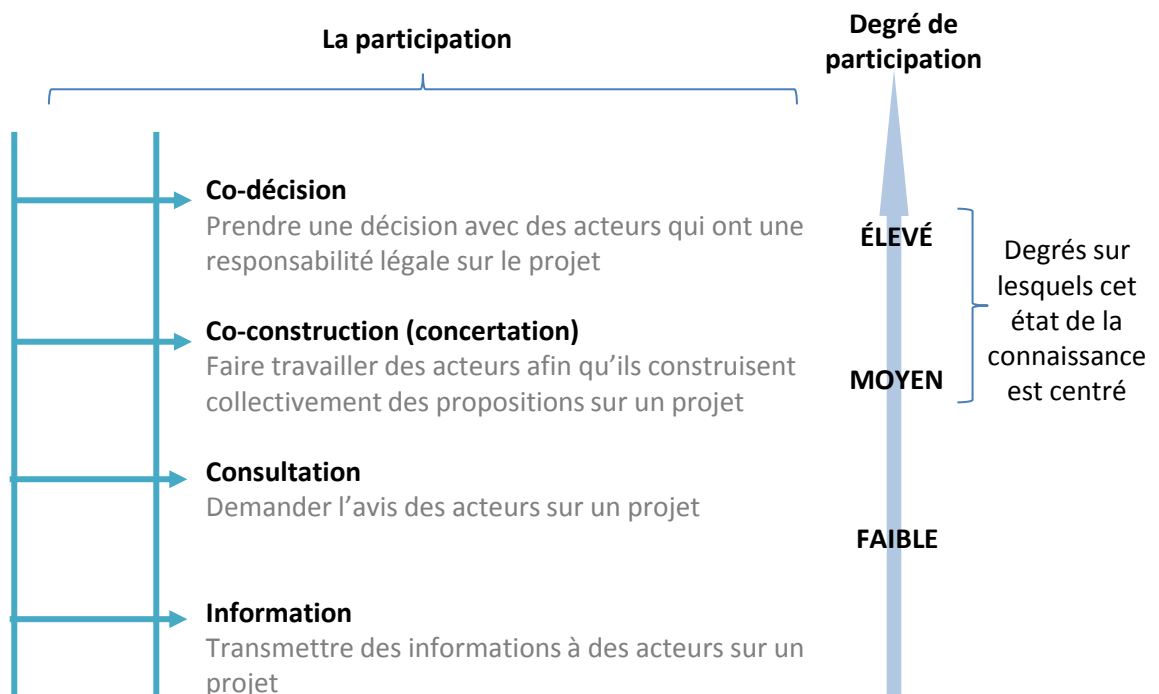 La participation
Degré de
participation
Co-décision
Prendre une décision avec des acteurs qui ont une
responsabilité légale sur le projet
ÉLEVÉ
Co-construction (concertation)
Faire travailler des acteurs afin qu’ils construisent
collectivement des propositions sur un projet
MOYEN
Degrés sur
lesquels cet
état de la
connaissance
est centré
Consultation
Demander l’avis des acteurs sur un projet
FAIBLE
Information
Transmettre des informations à des acteurs sur un
projet